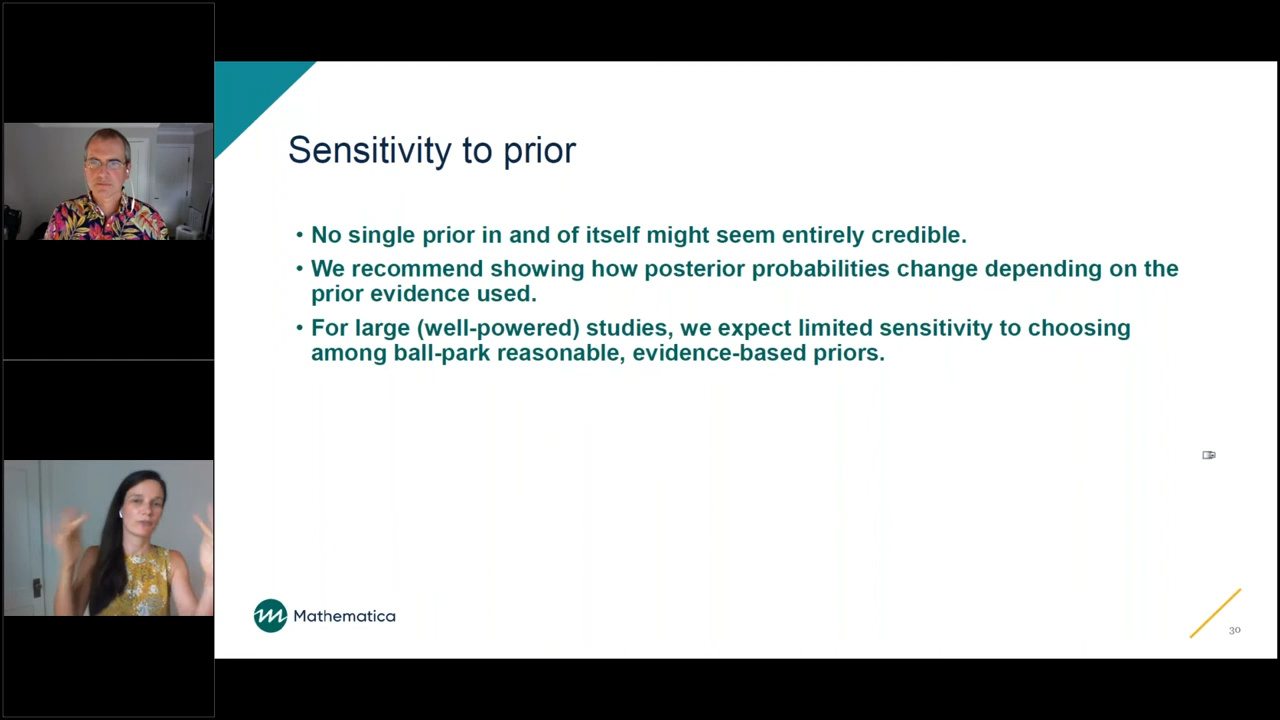 Sensitivity to prior
• No single prior in and of itself might seem entirely credible.
• We recommend showing how posterior probabilities change depending on the
prior evidence used.
• For large (well-powered) studies, we expect limited sensitivity to choosing
among ball-park reasonable, evidence-based priors.
Mathematica
30